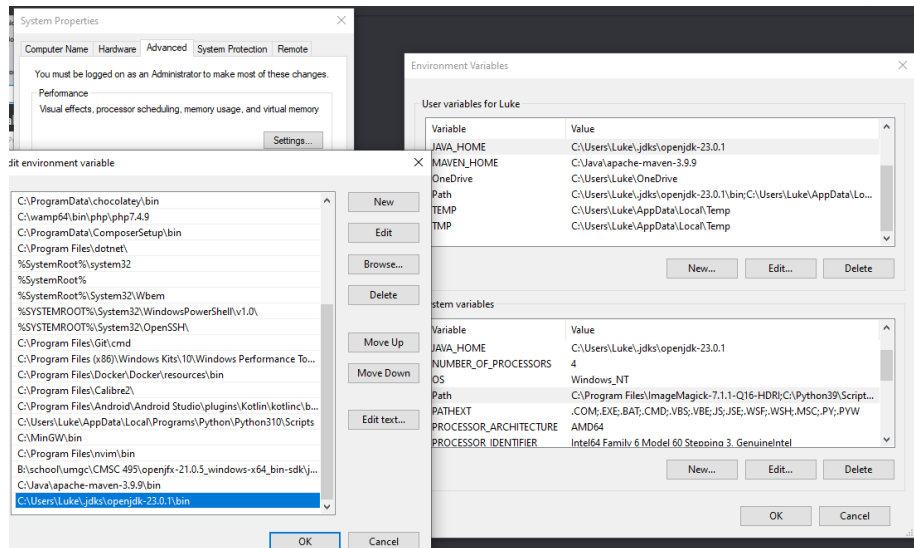 System Properties
Computer Name Hardware Advanced System Protection Remote
You must be logged on as an Administrator to make most of these changes.
Performance
Visual effects, processor scheduling, memory usage, and virtual memory
Settings...
dit environment variable
C:\ProgramData\chocolatey\bin
C:\wamp64\bin\php\php7.4.9
C:\ProgramData\ComposerSetup\bin
C:\Program Files\dotnet\
%SystemRoot%\system32
%SystemRoot%
%SystemRoot%\System32\Wbem
%SYSTEMROOT%\System32\WindowsPowerShell\v1.0\
%SYSTEMROOT%\System32\OpenSSH\
C:\Program Files\Git\cmd
C:\Program Files (x86)\Windows Kits\10\Windows Performance To...
C:\Program Files\Docker\Docker\resources\bin
C:\Program Files\Calibre2\
C:\Program Files\Android\Android Studio\plugins\Kotlin\kotlinc\b...
C:\Users\Luke\AppData\Local\Programs\Python\Python310\Scripts
C:\MinGW\bin
C:\Program Files\nvim\bin
B:\school\umgc\CMSC 495\openjfx-21.0.5_windows-x64_bin-sdk\j...
C:\Java\apache-maven-3.9.9\bin
C:\Users\Luke\.jdks\openjdk-23.0.1\bin
New
Edit
Browse...
Delete
Move Up
Move Down
Edit text...
OK Cancel
Environment Variables
User variables for Luke
Variable Value
JAVA_HOME C:\Users\Luke\.jdks\openjdk-23.0.1
MAVEN_HOME C:\Java\apache-maven-3.9.9
OneDrive C:\Users\Luke\OneDrive
Path C:\Users\Luke\.jdks\openjdk-23.0.1\bin;C:\Users\Luke\AppData\Lo...
TEMP C:\Users\Luke\AppData\Local\Temp
TMP C:\Users\Luke\AppData\Local\Temp
New... Edit... Delete
stem variables
Variable Value
JAVA_HOME C:\Users\Luke\.jdks\openjdk-23.0.1
NUMBER_OF_PROCESSORS 4
OS Windows_NT
Path C:\Program Files\ImageMagick-7.1.1-Q16-HDRI;C:\Python39\Script...
PATHEXT .COM;.EXE;.BAT;.CMD;.VBS;.VBE;.JS;.JSE;.WSF;.WSH;.MSC;.PY;.PYW
PROCESSOR_ARCHITECTURE AMD64
PROCESSOR_IDENTIFIER Intel64 Family 6 Model 60 Stepping 3, GenuineIntel
New... Edit... Delete
OK Cancel